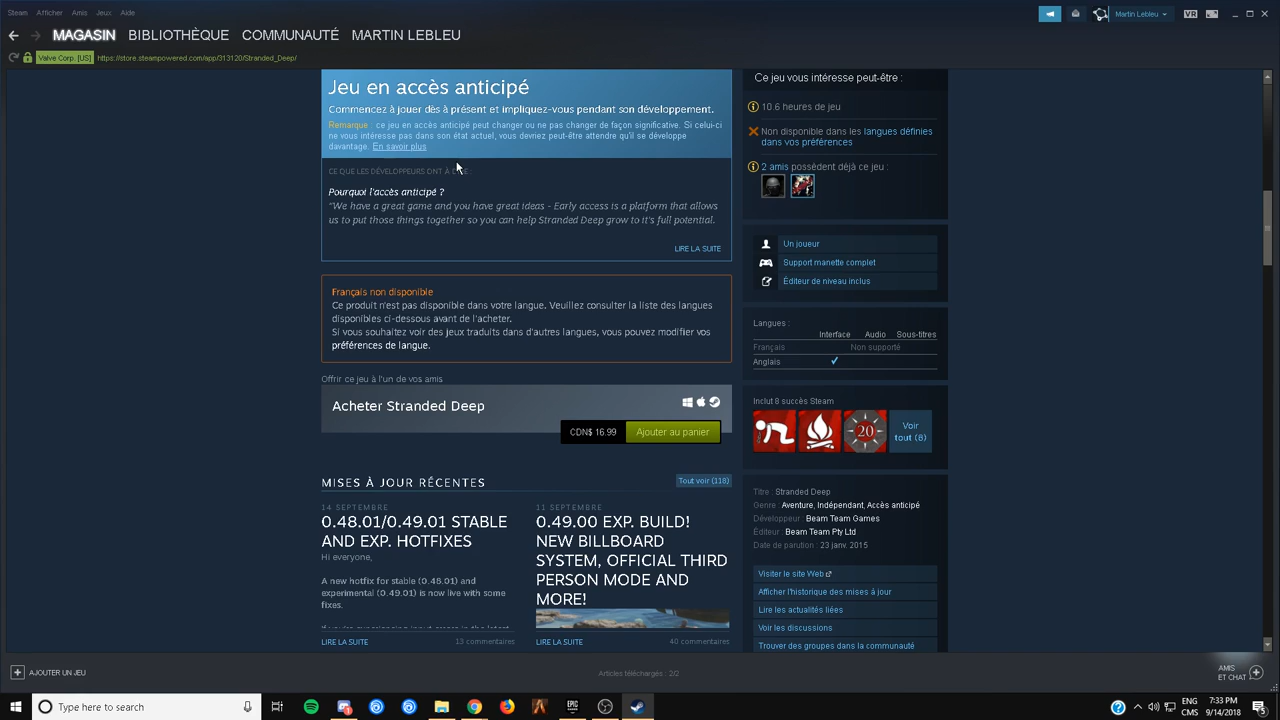 Steam Afficher Amis Jeux Aide
Martin Lebleu
VR
MAGASIN BIBLIOTHÈQUE COMMUNAUTÉ MARTIN LEBLEU
Valve Corp. [US] https://store.steampowered.com/app/313120/Stranded_Deep/
Jeu en accès anticipé
Commencez à jouer dès à présent et impliquez-vous pendant son développement.
Remarque : ce jeu en accès anticipé peut changer ou ne pas changer de façon significative. Si celui-ci
ne vous intéresse pas dans son état actuel, vous devriez peut-être attendre qu'il se développe
davantage. En savoir plus
CE QUE LES DÉVELOPPEURS ONT À DIRE :
Pourquoi l'accès anticipé ?
"We have a great game and you have great ideas - Early access is a platform that allows
us to put those things together so you can help Stranded Deep grow to it's full potential.
LIRE LA SUITE
Français non disponible
Ce produit n'est pas disponible dans votre langue. Veuillez consulter la liste des langues
disponibles ci-dessous avant de l'acheter.
Si vous souhaitez voir des jeux traduits dans d'autres langues, vous pouvez modifier vos
préférences de langue.
Offrir ce jeu à l'un de vos amis
Acheter Stranded Deep
CDN$ 16.99 Ajouter au panier
MISES À JOUR RÉCENTES
Tout voir (118)
14 SEPTEMBRE
0.48.01/0.49.01 STABLE
AND EXP. HOTFIXES
Hi everyone,
A new hotfix for stable (0.48.01) and
experimental (0.49.01) is now live with some
fixes.
LIRE LA SUITE 13 commentaires
11 SEPTEMBRE
0.49.00 EXP. BUILD!
NEW BILLBOARD
SYSTEM, OFFICIAL THIRD
PERSON MODE AND
MORE!
LIRE LA SUITE 40 commentaires
Ce jeu vous intéresse peut-être :
10.6 heures de jeu
Non disponible dans les langues définies
dans vos préférences
2 amis possèdent déjà ce jeu :
Un joueur
Support manette complet
Éditeur de niveau inclus
Langues :
Interface Audio Sous-titres
Français Non supporté
Anglais
Inclut 8 succès Steam
20
Voir
tout (8)
Titre : Stranded Deep
Genre : Aventure, Indépendant, Accès anticipé
Développeur : Beam Team Games
Éditeur : Beam Team Pty Ltd
Date de parution : 23 janv. 2015
Visiter le site Web
Afficher l'historique des mises à jour
Lire les actualités liées
Voir les discussions
Trouver des groupes dans la communauté
AJOUTER UN JEU
Articles téléchargés : 2/2
AMIS
ET CHAT
Type here to search
EPIC
ENG
CMS
7:33 PM
9/14/2018